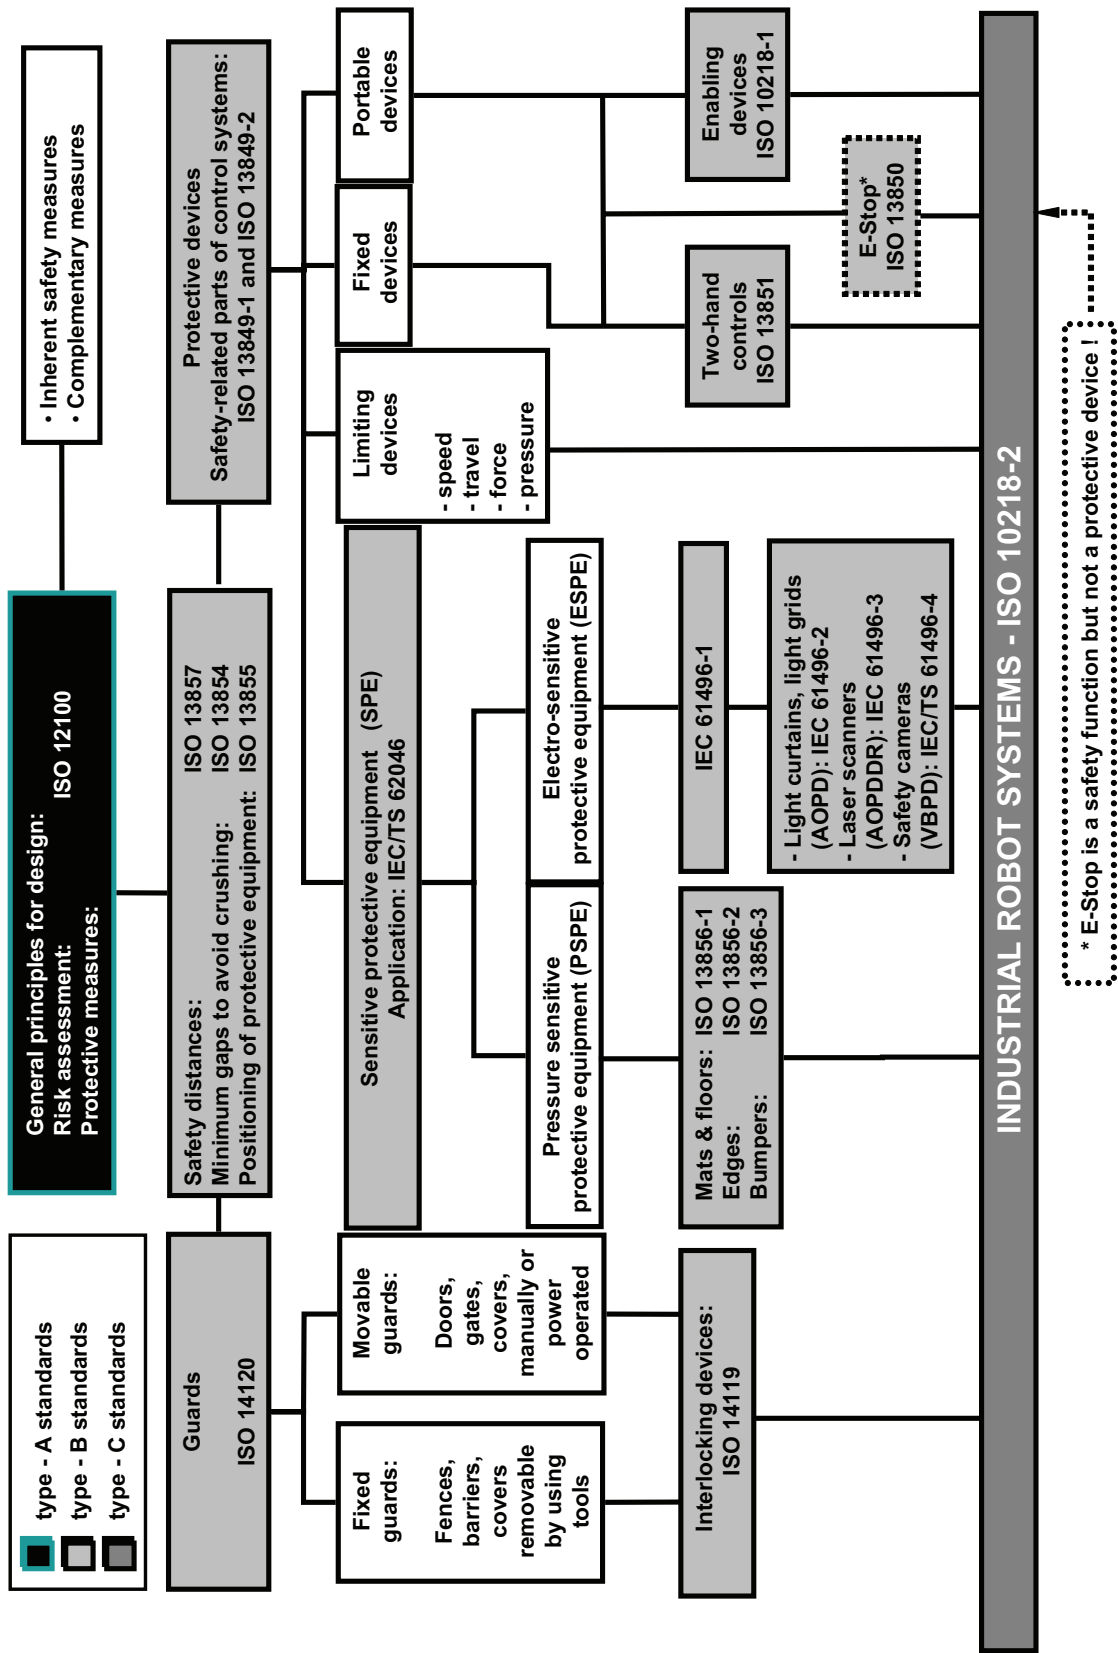 type - A standards
type - B standards
type - C standards
General principles for design:
Risk assessment: ISO 12100
Protective measures:
• Inherent safety measures
• Complementary measures
Guards
ISO 14120
Safety distances: ISO 13857
Minimum gaps to avoid crushing: ISO 13854
Positioning of protective equipment: ISO 13855
Protective devices
Safety-related parts of control systems:
ISO 13849-1 and ISO 13849-2
Fixed
guards:
Fences,
barriers,
covers
removable
by using
tools
Movable
guards:
Doors,
gates,
covers,
manually or
power
operated
Sensitive protective equipment (SPE)
Application: IEC/TS 62046
Limiting
devices
- speed
- travel
- force
- pressure
Fixed
devices
Portable
devices
Pressure sensitive
protective equipment (PSPE)
Electro-sensitive
protective equipment (ESPE)
Interlocking devices:
ISO 14119
Mats & floors: ISO 13856-1
Edges: ISO 13856-2
Bumpers: ISO 13856-3
IEC 61496-1
- Light curtains, light grids
(AOPD): IEC 61496-2
- Laser scanners
(AOPDDR): IEC 61496-3
- Safety cameras
(VBPD): IEC/TS 61496-4
Two-hand
controls
ISO 13851
Enabling
devices
ISO 10218-1
E-Stop*
ISO 13850
INDUSTRIAL ROBOT SYSTEMS - ISO 10218-2
* E-Stop is a safety function but not a protective device !